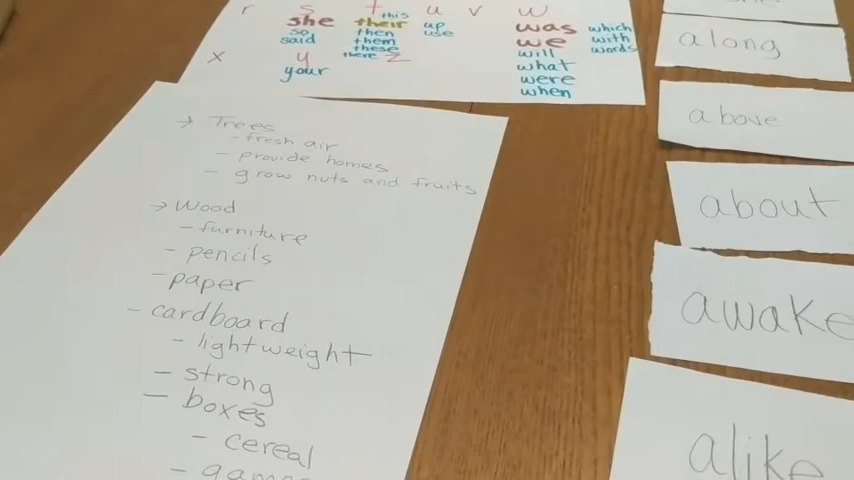 r s t u v w
she their this up was which
so then use we with
said them will words
these what
x y there z were
your when
→ Trees
- fresh air
- provide homes
- grow nuts and fruits
→ Wood
- furniture
- pencils
- paper
- cardboard
- lightweight
- strong
- boxes
- cereal
along
above
about
awake
alike